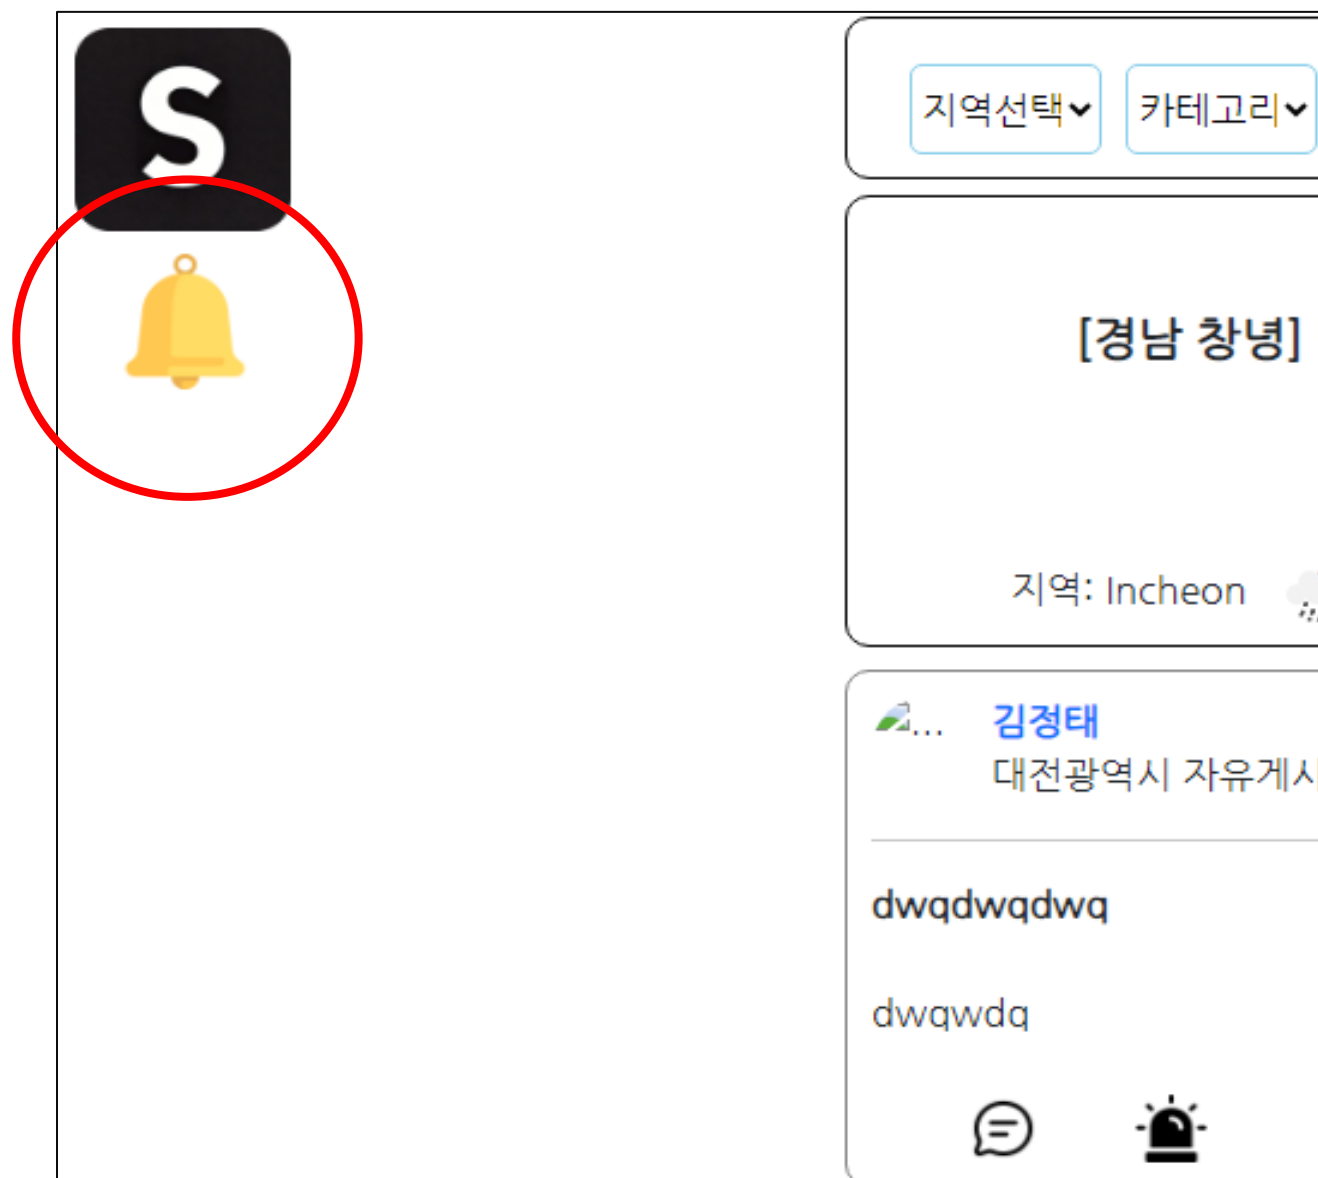 S
지역선택
카테고리
[경남 창녕]
지역: Incheon
...
김정태
대전광역시 자유게시
dwqdwqdwq
dwqwdq